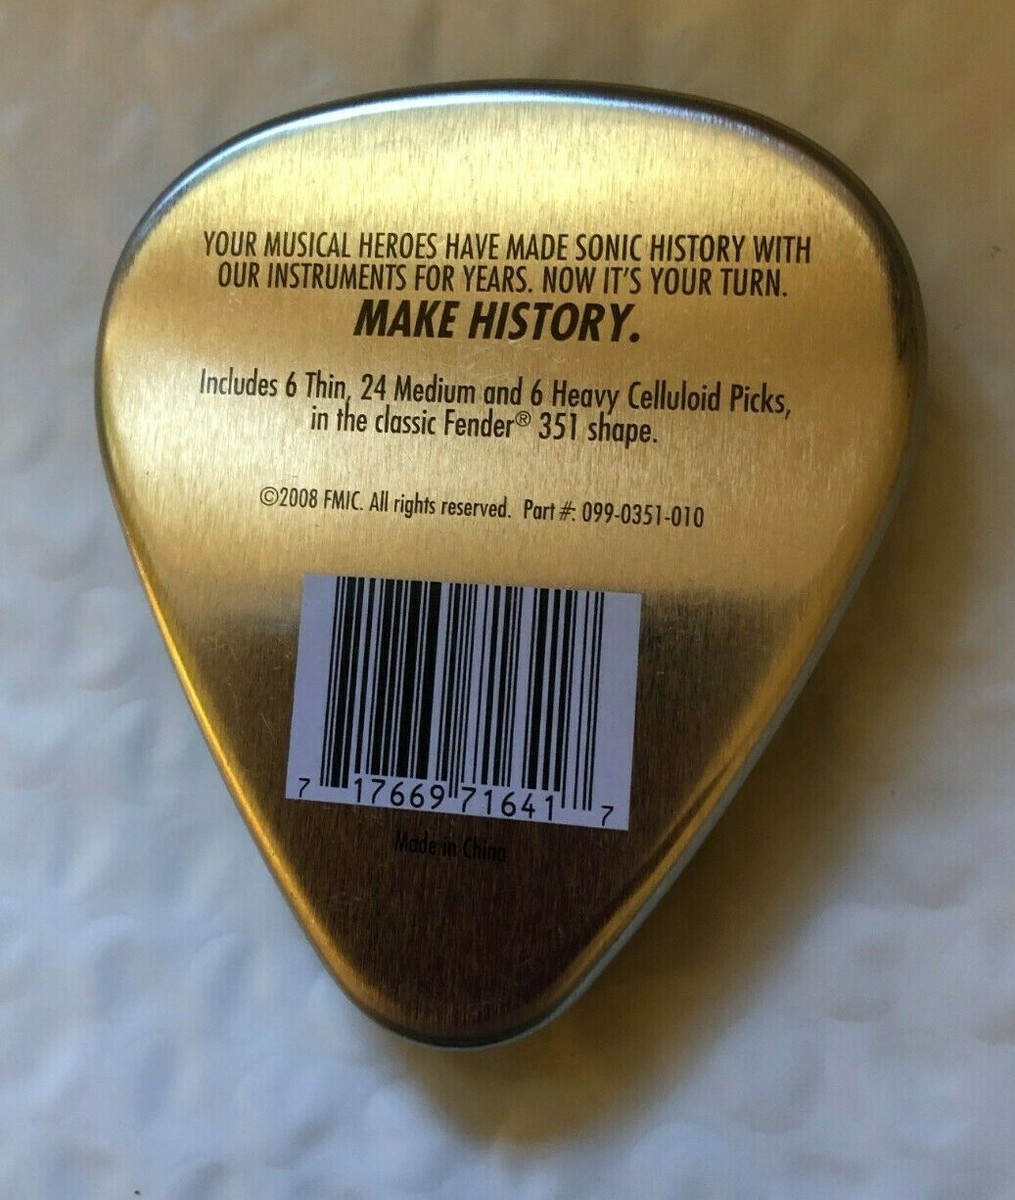 YOUR MUSICAL HEROES HAVE MADE SONIC HISTORY WITH
OUR INSTRUMENTS FOR YEARS. NOW IT'S YOUR TURN.
MAKE HISTORY.
Includes 6 Thin, 24 Medium and 6 Heavy Celluloid Picks,
in the classic Fender® 351 shape.
©2008 FMIC. All rights reserved. Part #: 099-0351-010
7 17669 71641 7
Made in China